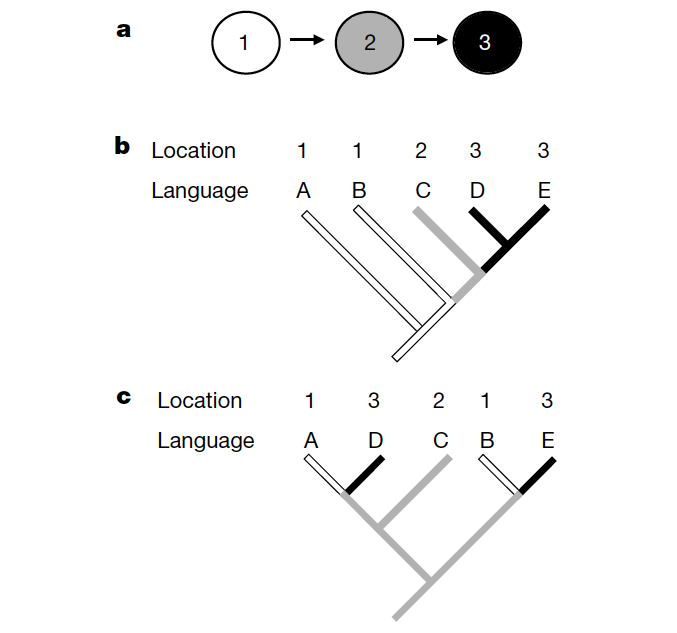 a 1 2 3
b Location 1 1 2 3 3
Language A B C D E
c Location 1 3 2 1 3
Language A D C B E